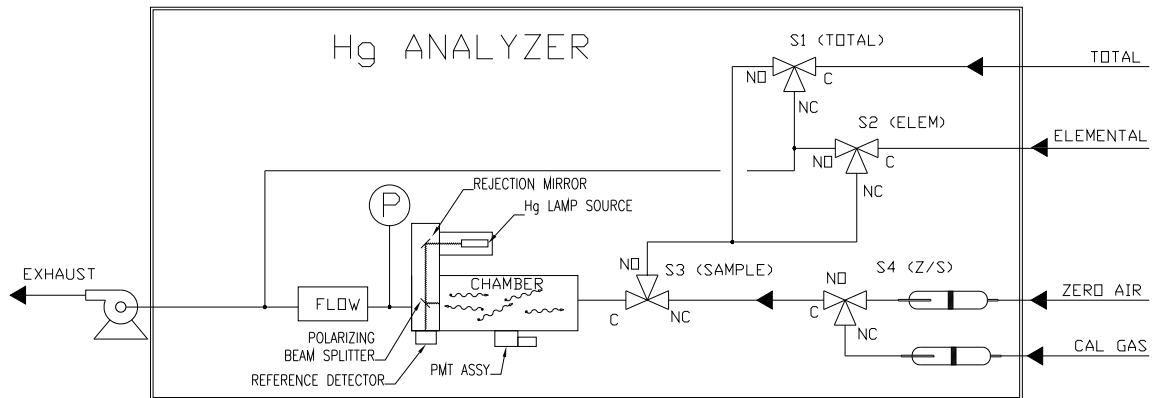 Hg ANALYZER
S1 (TOTAL)
NO
C
NC
TOTAL
S2 (ELEM)
NO
C
NC
ELEMENTAL
REJECTION MIRROR
Hg LAMP SOURCE
P
EXHAUST
FLOW
CHAMBER
NO
S3 (SAMPLE)
C
NC
S4 (Z/S)
NO
C
NC
ZERO AIR
CAL GAS
POLARIZING
BEAM SPLITTER
REFERENCE DETECTOR
PMT ASSY